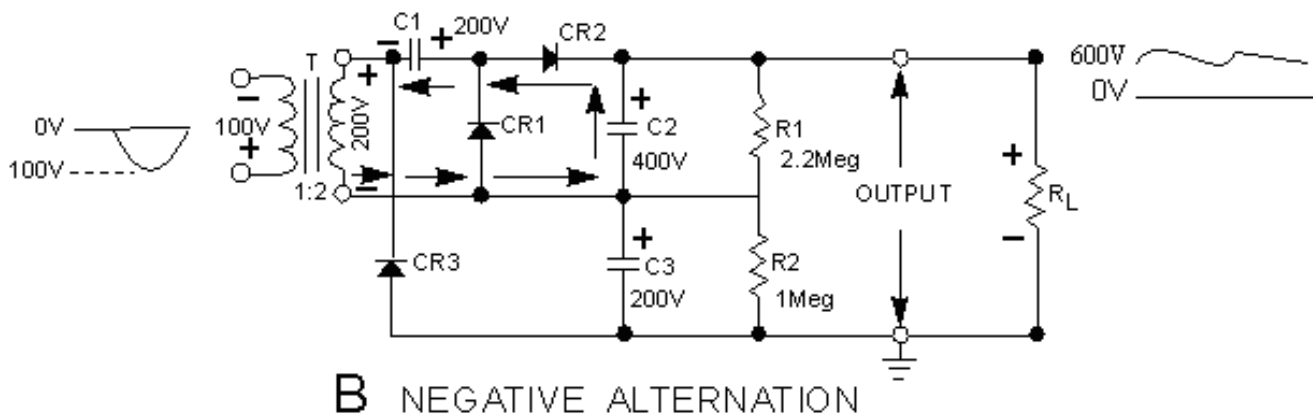 C1
− + 200V
CR2
T
+
−
100V
+
200V
−
1:2
0V
100V
CR1
+
C2
400V
R1
2.2Meg
OUTPUT
+
RL
−
600V
0V
CR3
+
C3
200V
R2
1Meg
B NEGATIVE ALTERNATION